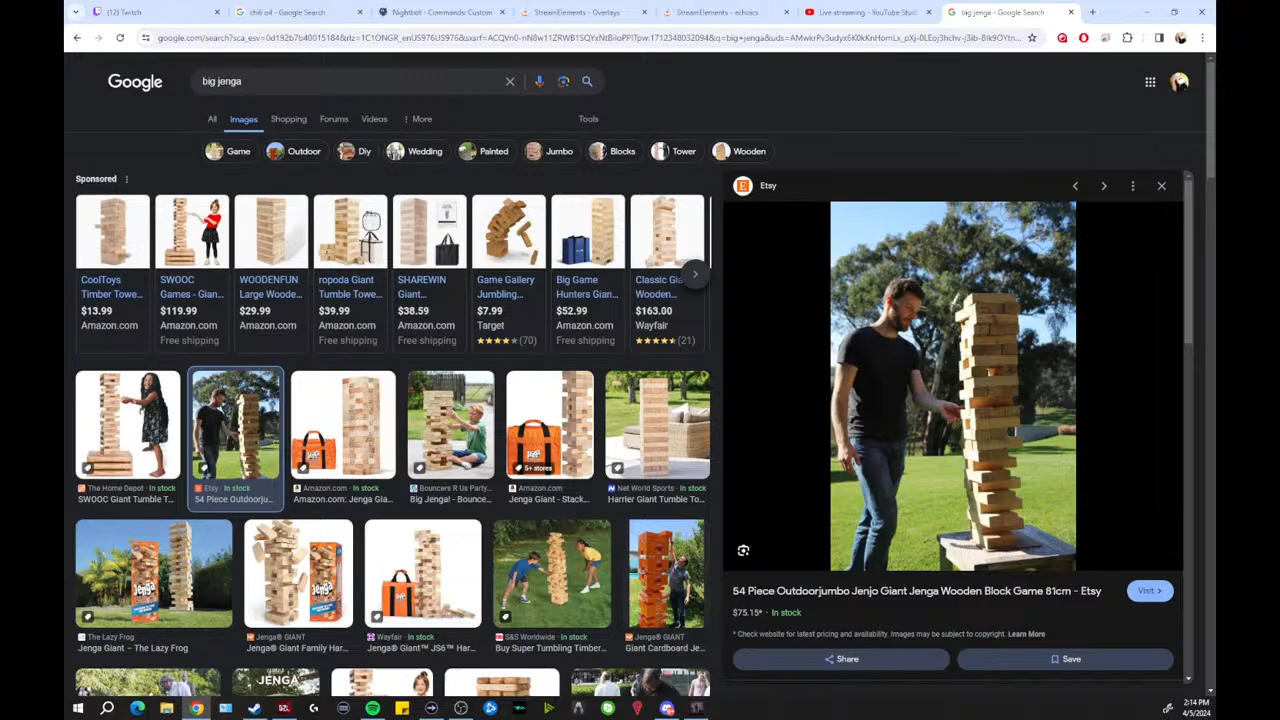 (12) Twitch
chili oil - Google Search
Nightbot - Commands: Custom
StreamElements - Overlays
StreamElements - echoics
Live streaming - YouTube Studi
big jenga - Google Search
Google
big jenga
All
Images
Shopping
Forums
Videos
More
Tools
Game
Outdoor
Diy
Wedding
Painted
Jumbo
Blocks
Tower
Wooden
Sponsored
CoolToys
Timber Towe...
$13.99
Amazon.com
Free shipping
SWOOC
Games - Gian...
$119.99
Amazon.com
Free shipping
WOODENFUN
Large Woode...
$29.99
Amazon.com
Free shipping
ropoda Giant
Tumble Towe...
$39.99
Amazon.com
Free shipping
SHAREWIN
Giant...
$38.59
Amazon.com
Free shipping
Game Gallery
Jumbling...
$7.99
Target
(70)
Big Game
Hunters Gian...
$52.99
Amazon.com
Free shipping
Classic Gia
Wooden...
$163.00
Wayfair
(21)
The Home Depot · In stock
SWOOC Giant Tumble T...
Etsy · In stock
54 Piece Outdoorju...
Amazon.com · In stock
Amazon.com: Jenga Gia...
Bouncers R Us Party...
Big Jenga! - Bounce...
5+ stores
Amazon.com
Jenga Giant - Stack...
Net World Sports · In stock
Harrier Giant Tumble To...
Jenga
The Lazy Frog
Jenga Giant – The Lazy Frog
Jenga
Jenga® GIANT
Jenga® Giant Family Har...
Wayfair · In stock
Jenga® Giant™ JS6™ Har...
S&S Worldwide · In stock
Buy Super Tumbling Timber...
Jenga® GIANT
Giant Cardboard Je...
JENGA
Etsy
54 Piece Outdoorjumbo Jenjo Giant Jenga Wooden Block Game 81cm - Etsy
Visit >
$75.15* · In stock
* Check website for latest pricing and availability. Images may be subject to copyright. Learn More
Share
Save
2:14 PM
4/5/2024